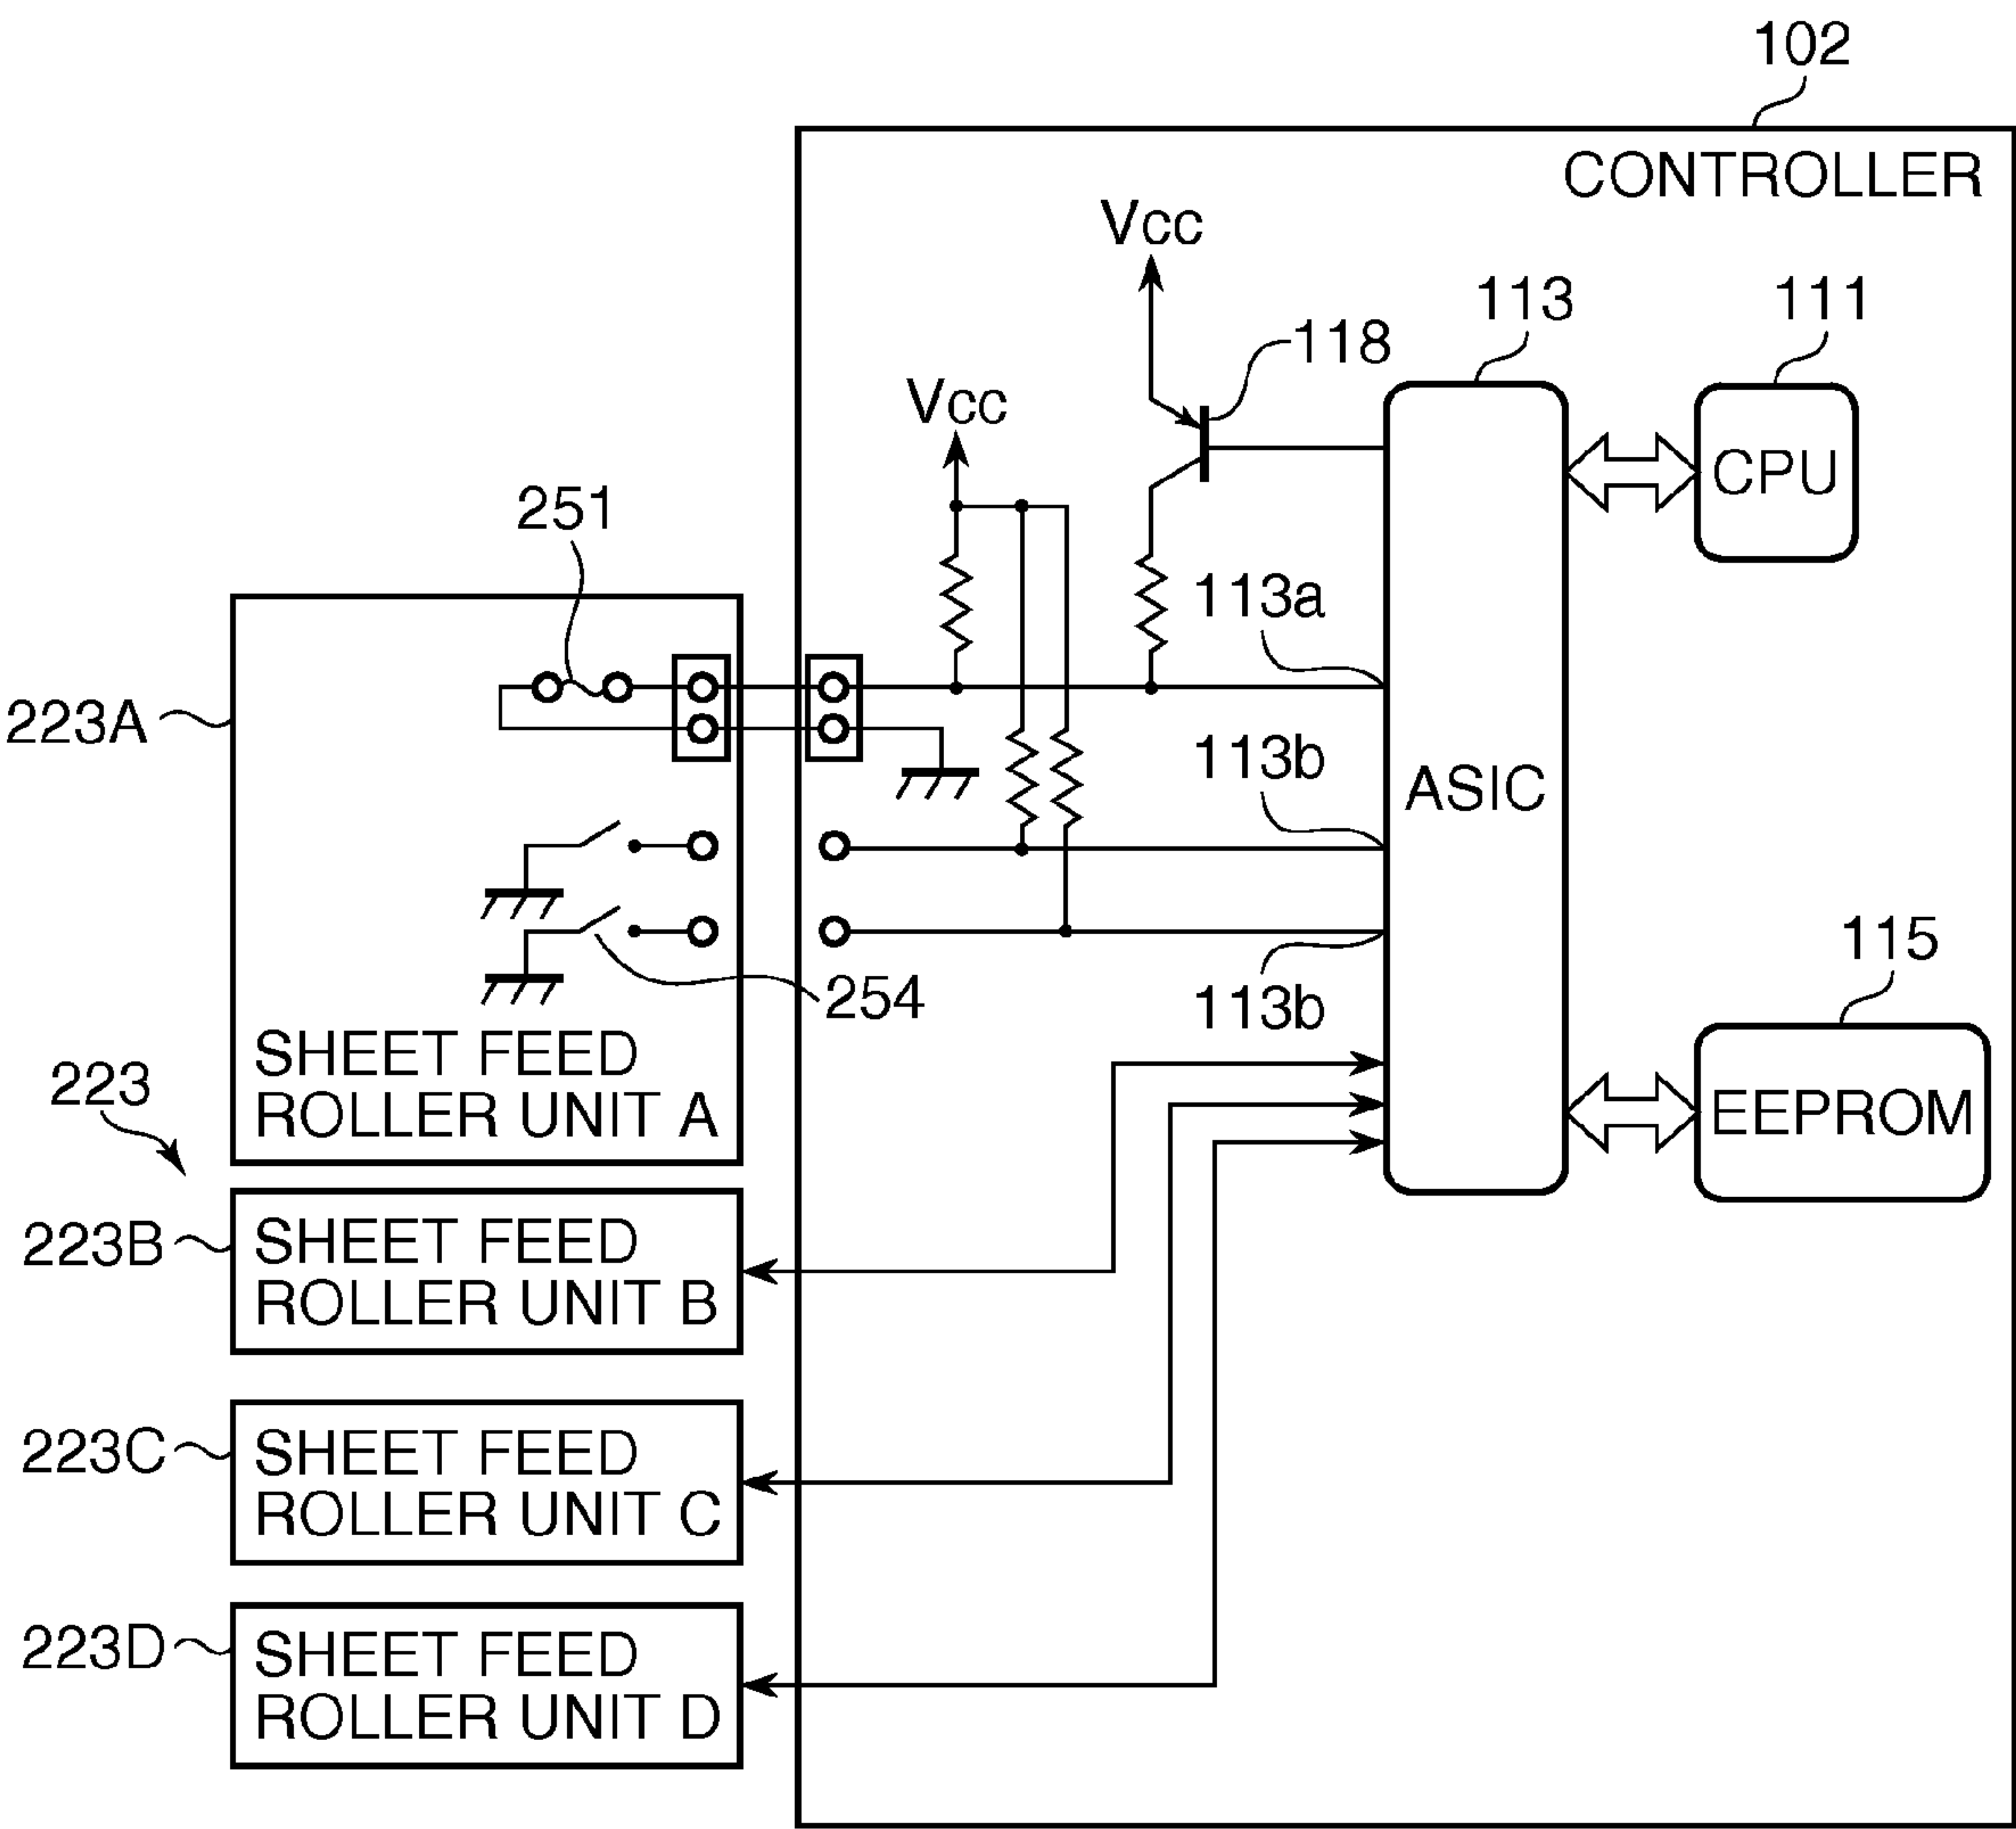 102
CONTROLLER
Vcc
113
111
118
Vcc
CPU
251
113a
223A
113b
ASIC
115
254
113b
SHEET FEED
ROLLER UNIT A
223
EEPROM
223B
SHEET FEED
ROLLER UNIT B
223C
SHEET FEED
ROLLER UNIT C
223D
SHEET FEED
ROLLER UNIT D